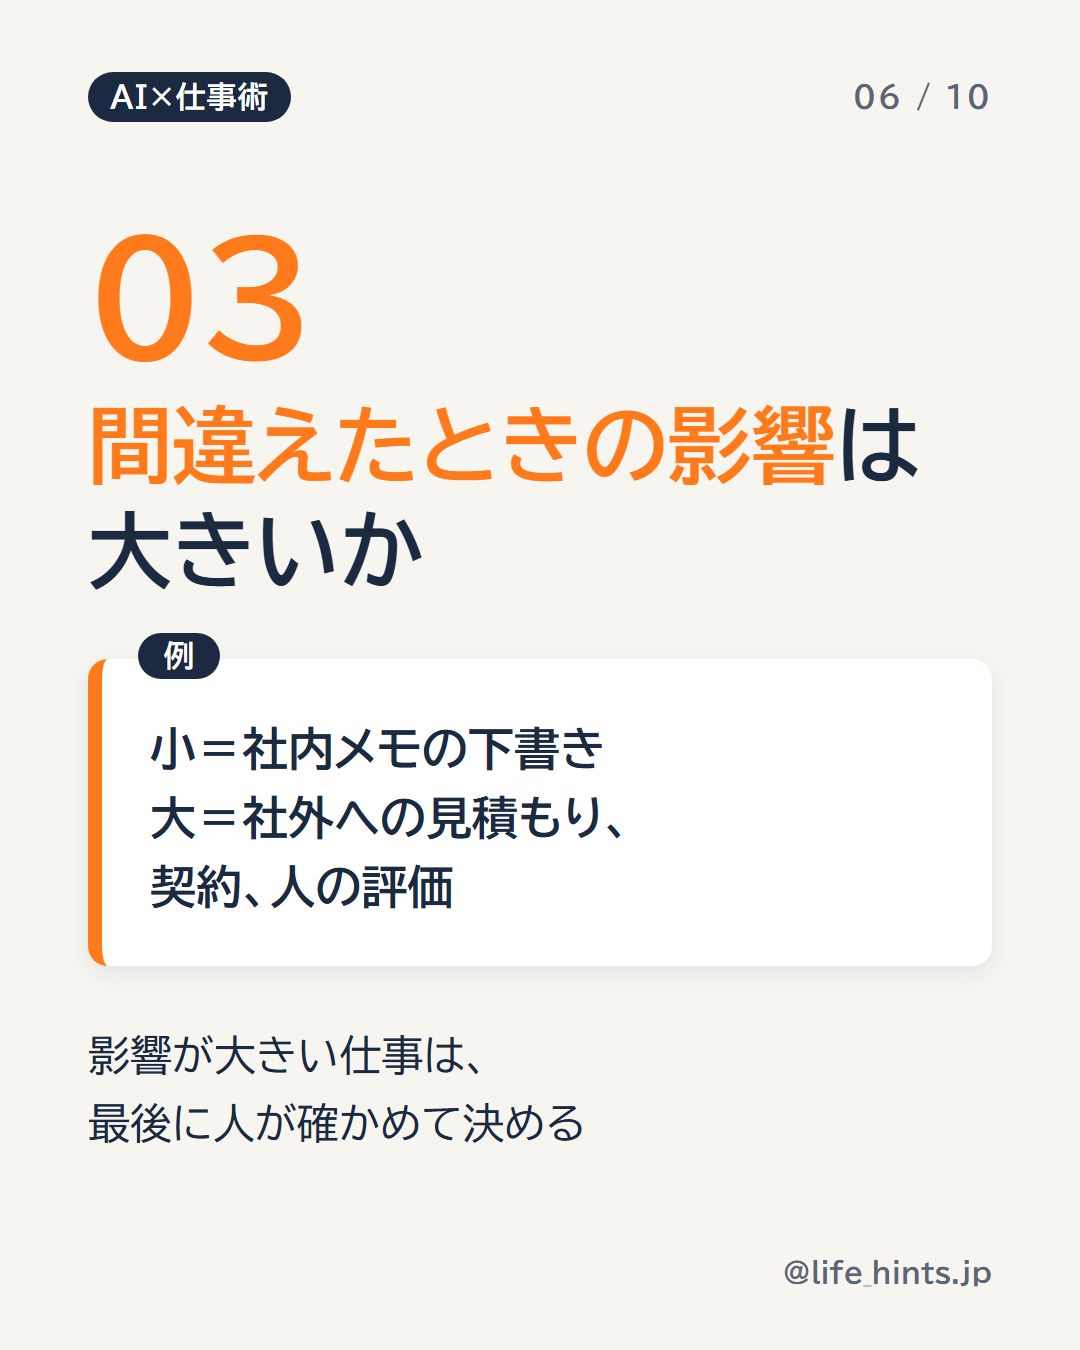 AI×仕事術
06 / 10
03
間違えたときの影響は
大きいか
例
小＝社内メモの下書き
大＝社外への見積もり、
契約、人の評価
影響が大きい仕事は、
最後に人が確かめて決める
@life_hints.jp